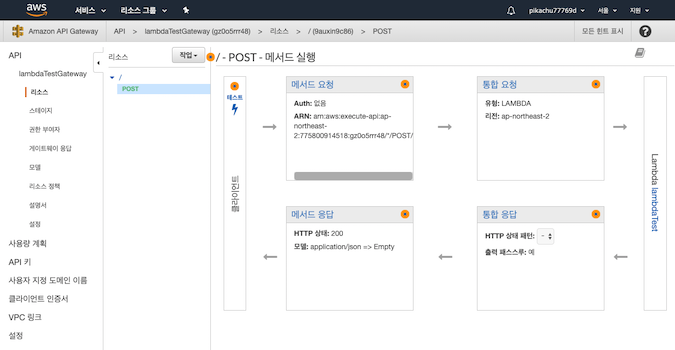 aws 서비스 리소스 그룹 pikachu77769d 서울 지원
Amazon API Gateway API > lambdaTestGateway (gz0o5rrr48) > 리소스 > / (9auxin9c86) > POST 모든 힌트 표시
API
lambdaTestGateway
리소스
스테이지
권한 부여자
게이트웨이 응답
모델
리소스 정책
설명서
설정
사용량 계획
API 키
사용자 지정 도메인 이름
클라이언트 인증서
VPC 링크
설정
리소스 작업
/
POST
/ - POST - 메서드 실행
테스트
클라이언트
메서드 요청
Auth: 없음
ARN: arn:aws:execute-api:ap-
northeast-
2:775800914518:gz0o5rrr48/*/POST/
통합 요청
유형: LAMBDA
리전: ap-northeast-2
메서드 응답
HTTP 상태: 200
모델: application/json => Empty
통합 응답
HTTP 상태 패턴: -
출력 패스스루: 예
Lambda lambdaTest